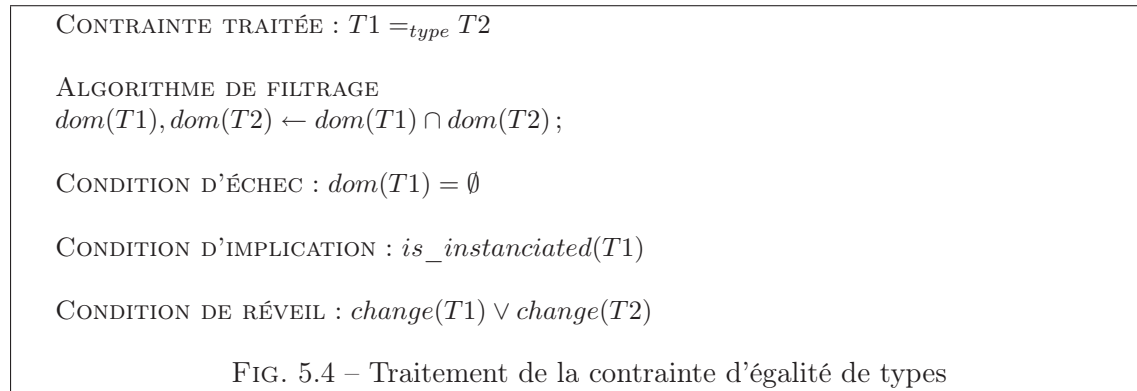 CONTRAINTE TRAITÉE : T1 =type T2
ALGORITHME DE FILTRAGE
dom(T1), dom(T2) ← dom(T1) ∩ dom(T2) ;
CONDITION D'ÉCHEC : dom(T1) = ∅
CONDITION D'IMPLICATION : is_instanciated(T1)
CONDITION DE RÉVEIL : change(T1) ∨ change(T2)
FIG. 5.4 – Traitement de la contrainte d'égalité de types